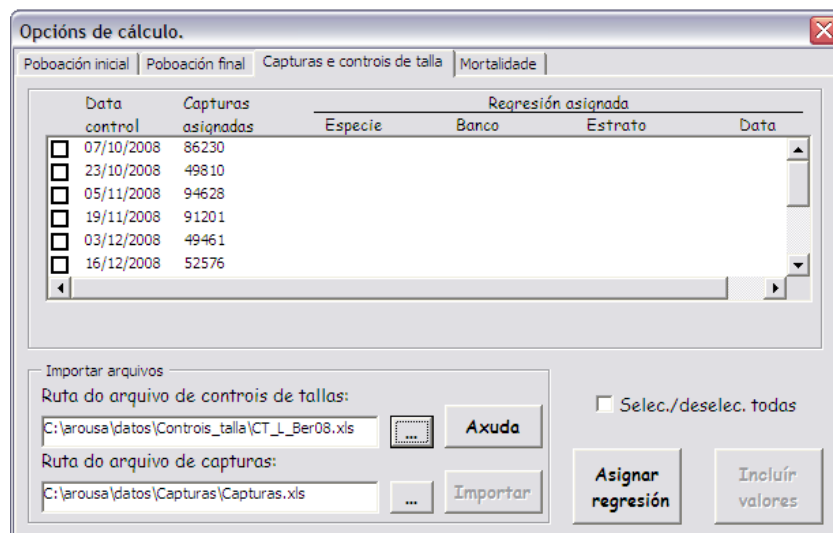 Opcións de cálculo.
Poboación inicial Poboación final Capturas e controis de talla Mortalidade
Data control Capturas asignadas Regresión asignada
Especie Banco Estrato Data
07/10/2008 86230
23/10/2008 49810
05/11/2008 94628
19/11/2008 91201
03/12/2008 49461
16/12/2008 52576
Importar arquivos
Ruta do arquivo de controis de tallas:
C:\arousa\datos\Controis_talla\CT_L_Ber08.xls ... Axuda
Ruta do arquivo de capturas:
C:\arousa\datos\Capturas\Capturas.xls ... Importar
Selec./deselec. todas
Asignar regresión
Incluír valores